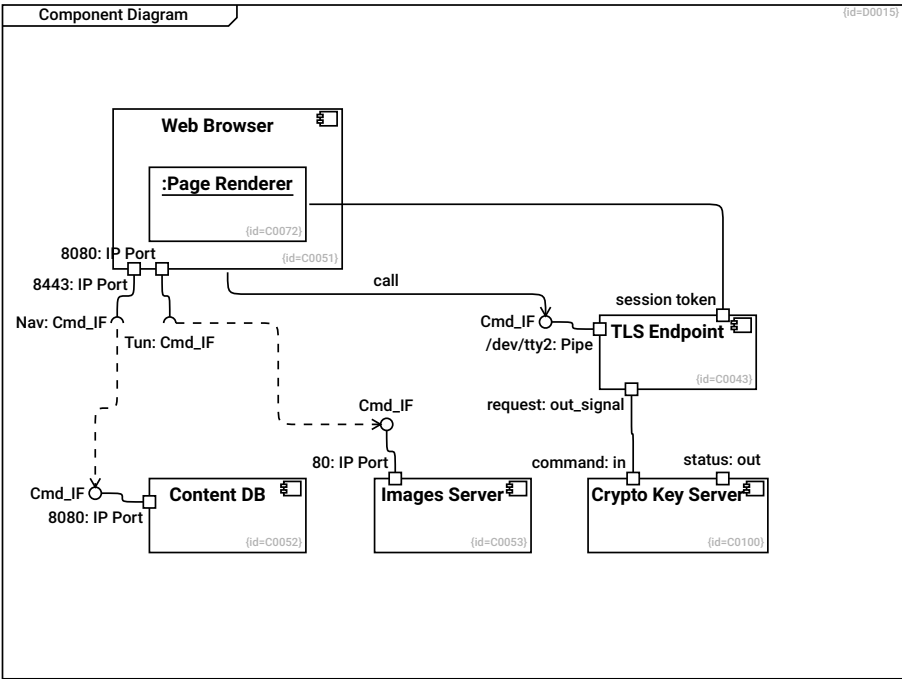 Component Diagram
{id=D0015}
Web Browser
:Page Renderer
{id=C0072}
8080: IP Port
{id=C0051}
8443: IP Port
call
session token
Nav: Cmd_IF
Cmd_IF
TLS Endpoint
Tun: Cmd_IF
/dev/tty2: Pipe
{id=C0043}
Cmd_IF
request: out_signal
80: IP Port
command: in
status: out
Cmd_IF
Content DB
Images Server
Crypto Key Server
8080: IP Port
{id=C0052}
{id=C0053}
{id=C0100}